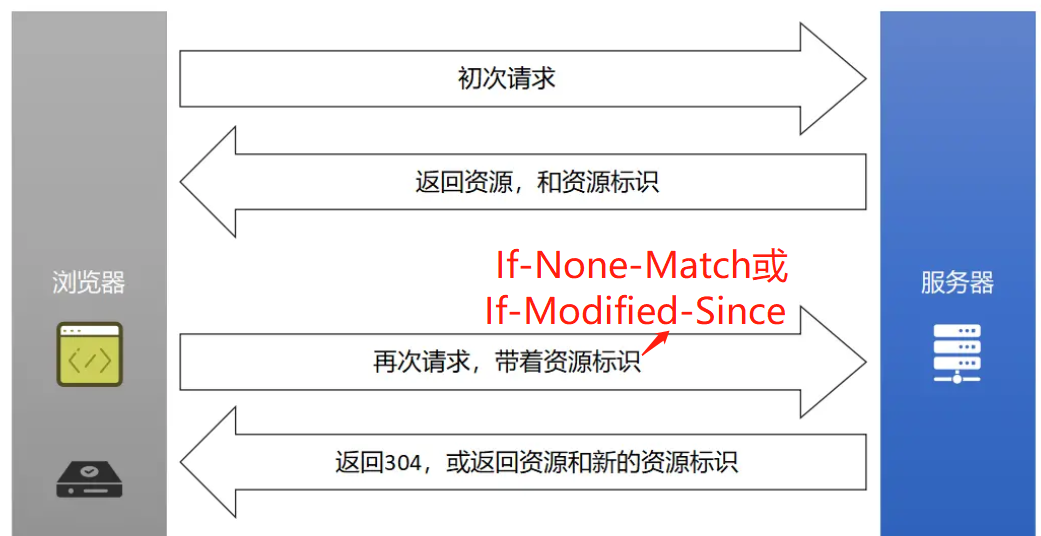 初次请求
返回资源，和资源标识
If-None-Match或
If-Modified-Since
浏览器
服务器
再次请求，带着资源标识
返回304，或返回资源和新的资源标识